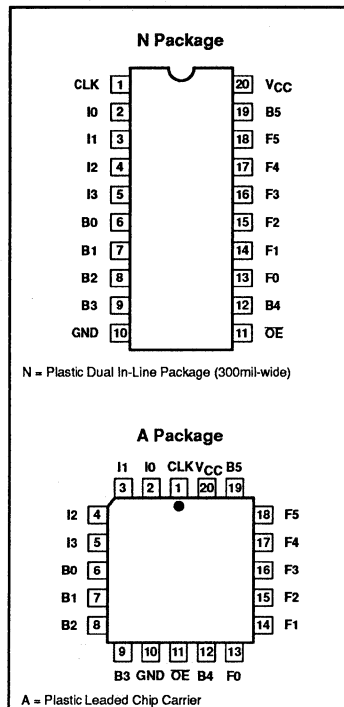 N Package
CLK 1 20 VCC
I0 2 19 B5
I1 3 18 F5
I2 4 17 F4
I3 5 16 F3
B0 6 15 F2
B1 7 14 F1
B2 8 13 F0
B3 9 12 B4
GND 10 11 O̅E̅
N = Plastic Dual In-Line Package (300mil-wide)
A Package
I1 I0 CLK VCC B5
3 2 1 20 19
I2 4 18 F5
I3 5 17 F4
B0 6 16 F3
B1 7 15 F2
B2 8 14 F1
9 10 11 12 13
B3 GND O̅E̅ B4 F0
A = Plastic Leaded Chip Carrier